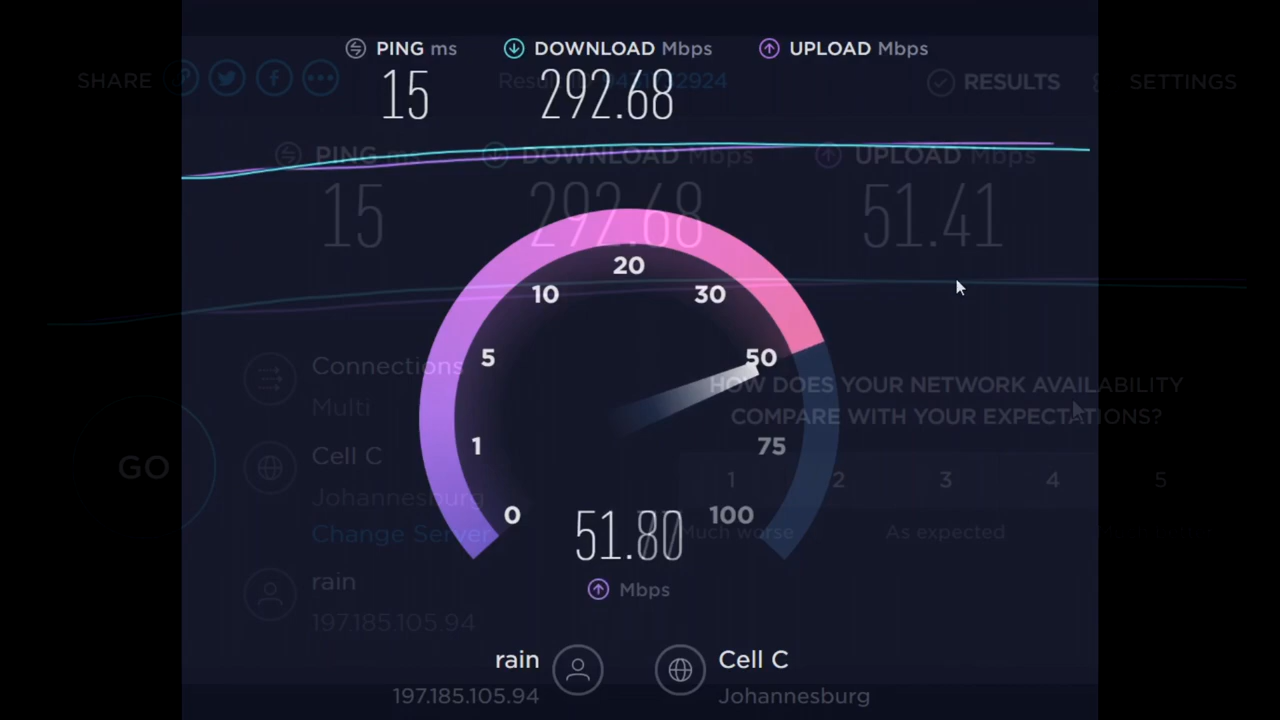 PING ms DOWNLOAD Mbps UPLOAD Mbps
15 292.68
SHARE RESULTS SETTINGS
PING ms DOWNLOAD Mbps UPLOAD Mbps
15 292.68 51.41
20
10 30
5 50
1 75
0 100
51.80
Mbps
Connections
Multi
HOW DOES YOUR NETWORK AVAILABILITY
COMPARE WITH YOUR EXPECTATIONS?
GO
Cell C
Johannesburg
Change Server
1 2 3 4 5
Much worse As expected
rain
197.185.105.94
rain Cell C
197.185.105.94 Johannesburg